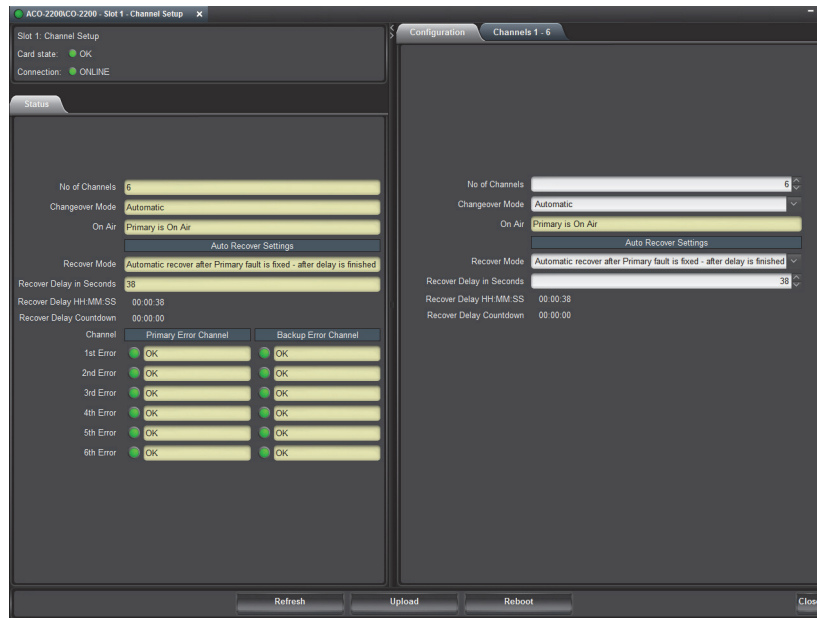 ACO-2200\CO-2200 - Slot 1 - Channel Setup x
Slot 1: Channel Setup
Card state: OK
Connection: ONLINE
Status
No of Channels 6
Changeover Mode Automatic
On Air Primary is On Air
Auto Recover Settings
Recover Mode Automatic recover after Primary fault is fixed - after delay is finished
Recover Delay in Seconds 38
Recover Delay HH:MM:SS 00:00:38
Recover Delay Countdown 00:00:00
Channel Primary Error Channel Backup Error Channel
1st Error OK OK
2nd Error OK OK
3rd Error OK OK
4th Error OK OK
5th Error OK OK
6th Error OK OK
Configuration Channels 1 - 6
No of Channels 6
Changeover Mode Automatic
On Air Primary is On Air
Auto Recover Settings
Recover Mode Automatic recover after Primary fault is fixed - after delay is finished
Recover Delay in Seconds 38
Recover Delay HH:MM:SS 00:00:38
Recover Delay Countdown 00:00:00
Refresh Upload Reboot Clos